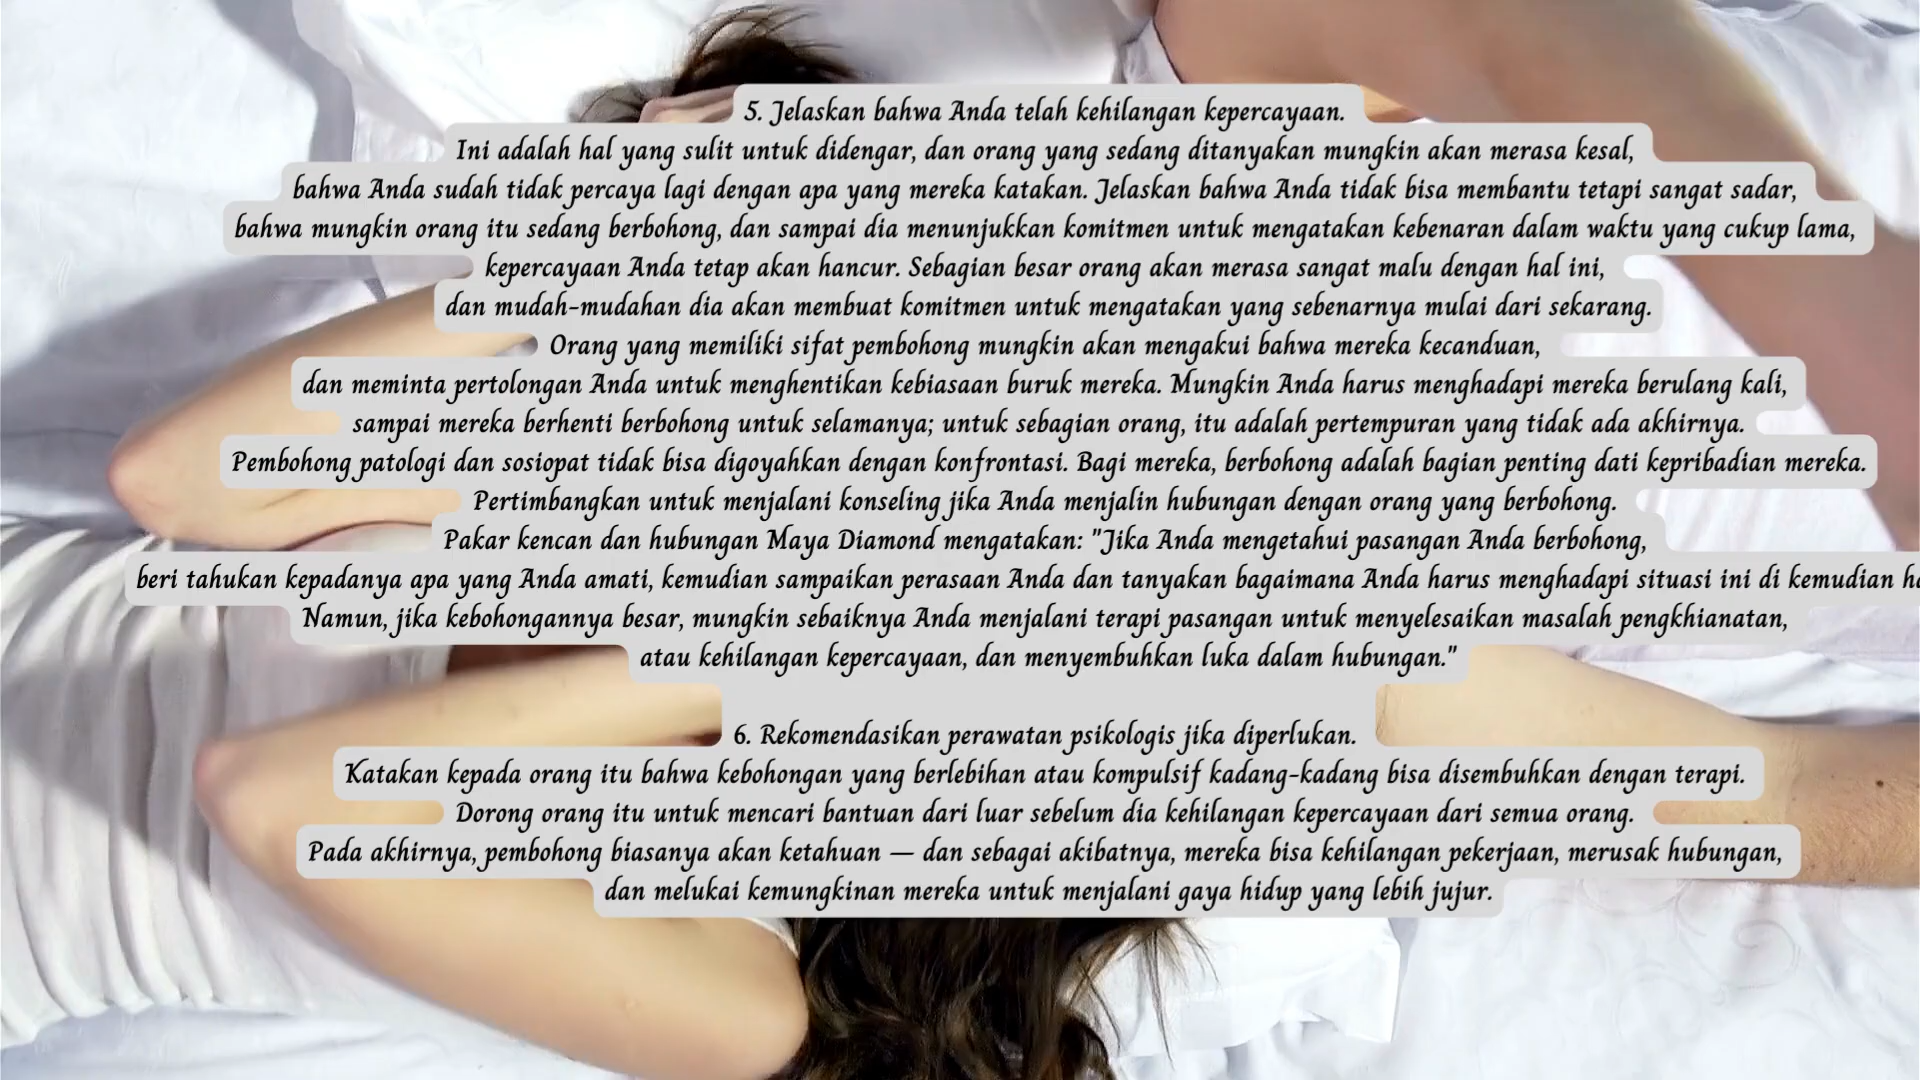 5. Jelaskan bahwa Anda telah kehilangan kepercayaan.
Ini adalah hal yang sulit untuk didengar, dan orang yang sedang ditanyakan mungkin akan merasa kesal,
bahwa Anda sudah tidak percaya lagi dengan apa yang mereka katakan. Jelaskan bahwa Anda tidak bisa membantu tetapi sangat sadar,
bahwa mungkin orang itu sedang berbohong, dan sampai dia menunjukkan komitmen untuk mengatakan kebenaran dalam waktu yang cukup lama,
kepercayaan Anda tetap akan hancur. Sebagian besar orang akan merasa sangat malu dengan hal ini,
dan mudah-mudahan dia akan membuat komitmen untuk mengatakan yang sebenarnya mulai dari sekarang.
Orang yang memiliki sifat pembohong mungkin akan mengakui bahwa mereka kecanduan,
dan meminta pertolongan Anda untuk menghentikan kebiasaan buruk mereka. Mungkin Anda harus menghadapi mereka berulang kali,
sampai mereka berhenti berbohong untuk selamanya; untuk sebagian orang, itu adalah pertempuran yang tidak ada akhirnya.
Pembohong patologi dan sosiopat tidak bisa digoyahkan dengan konfrontasi. Bagi mereka, berbohong adalah bagian penting dati kepribadian mereka.
Pertimbangkan untuk menjalani konseling jika Anda menjalin hubungan dengan orang yang berbohong.
Pakar kencan dan hubungan Maya Diamond mengatakan: "Jika Anda mengetahui pasangan Anda berbohong,
beri tahukan kepadanya apa yang Anda amati, kemudian sampaikan perasaan Anda dan tanyakan bagaimana Anda harus menghadapi situasi ini di kemudian
Namun, jika kebohongannya besar, mungkin sebaiknya Anda menjalani terapi pasangan untuk menyelesaikan masalah pengkhianatan,
atau kehilangan kepercayaan, dan menyembuhkan luka dalam hubungan."
6. Rekomendasikan perawatan psikologis jika diperlukan.
Katakan kepada orang itu bahwa kebohongan yang berlebihan atau kompulsif kadang-kadang bisa disembuhkan dengan terapi.
Dorong orang itu untuk mencari bantuan dari luar sebelum dia kehilangan kepercayaan dari semua orang.
Pada akhirnya, pembohong biasanya akan ketahuan — dan sebagai akibatnya, mereka bisa kehilangan pekerjaan, merusak hubungan,
dan melukai kemungkinan mereka untuk menjalani gaya hidup yang lebih jujur.